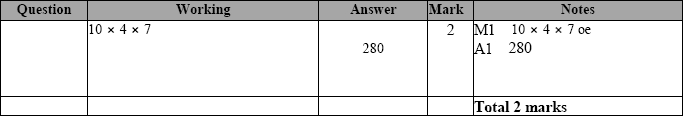 Question Working Answer Mark Notes
10 × 4 × 7 2 M1 10 × 4 × 7 oe
280 A1 280
Total 2 marks